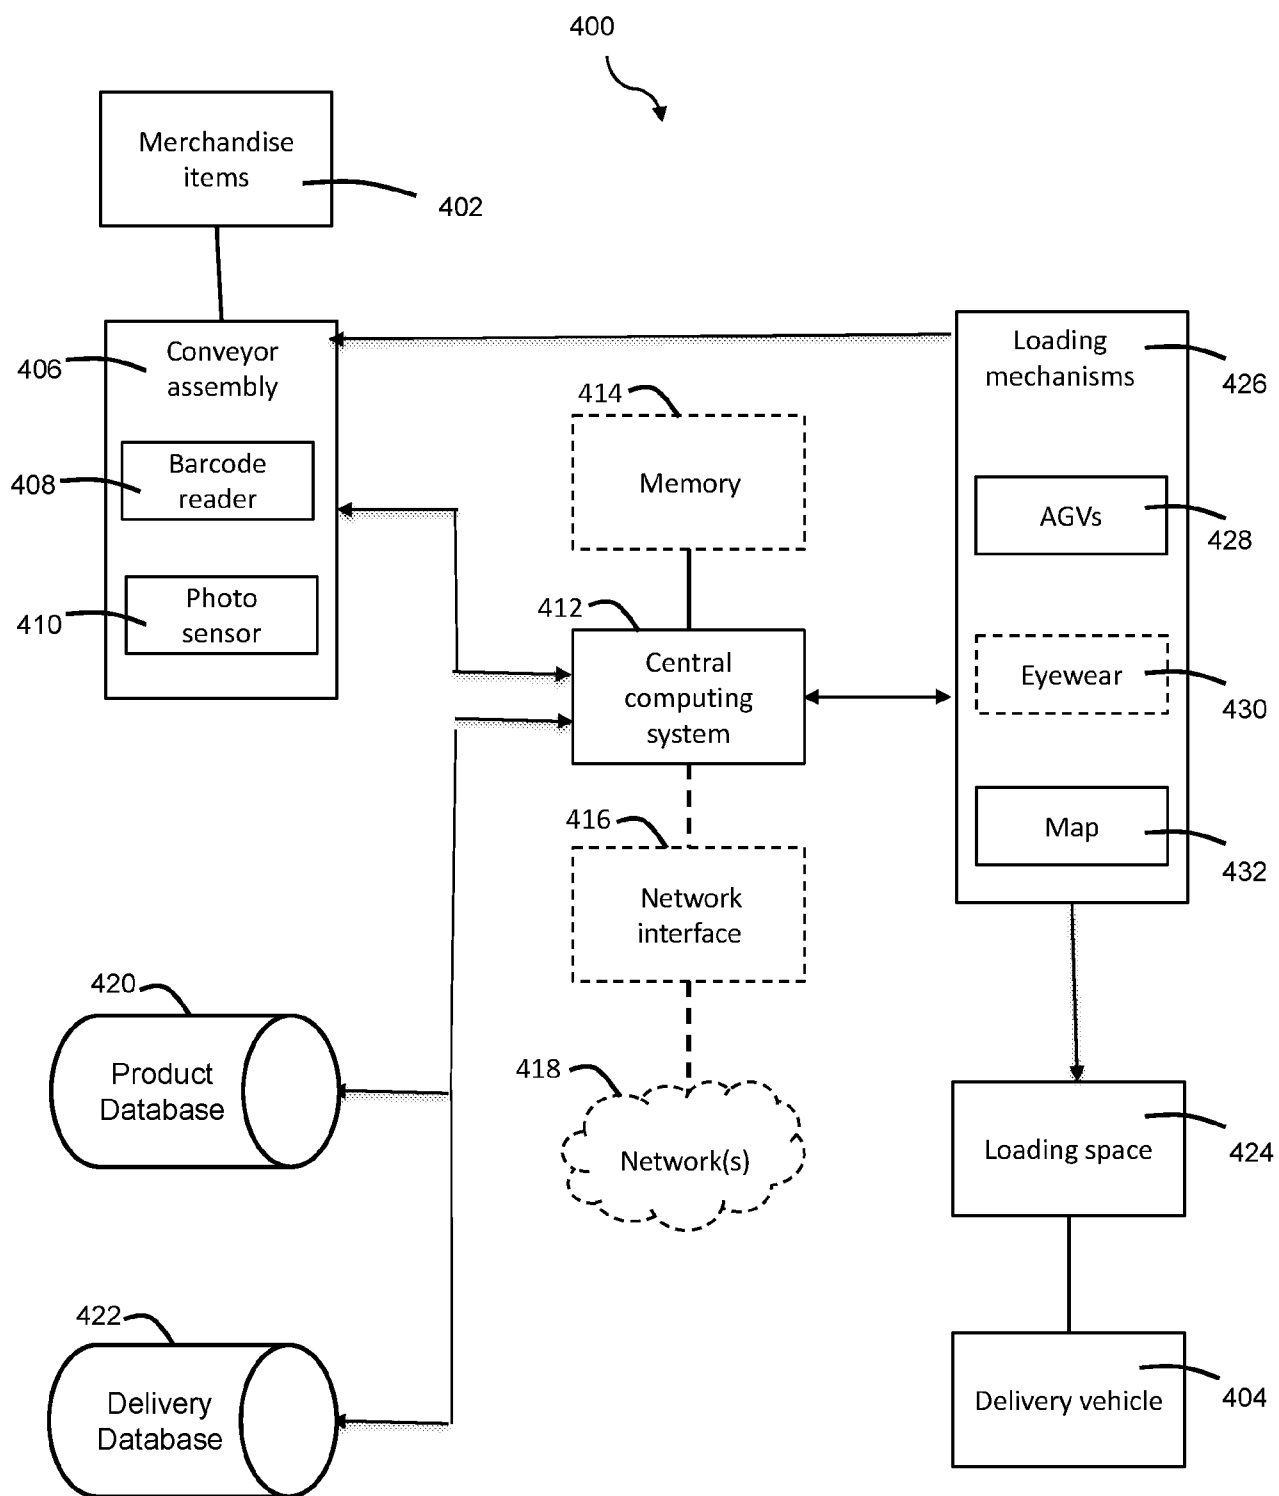 400
Merchandise
items
402
406
Conveyor
assembly
408
Barcode
reader
410
Photo
sensor
414
Memory
412
Central
computing
system
416
Network
interface
418
Network(s)
420
Product
Database
422
Delivery
Database
Loading
mechanisms
426
AGVs
428
Eyewear
430
Map
432
Loading space
424
Delivery vehicle
404